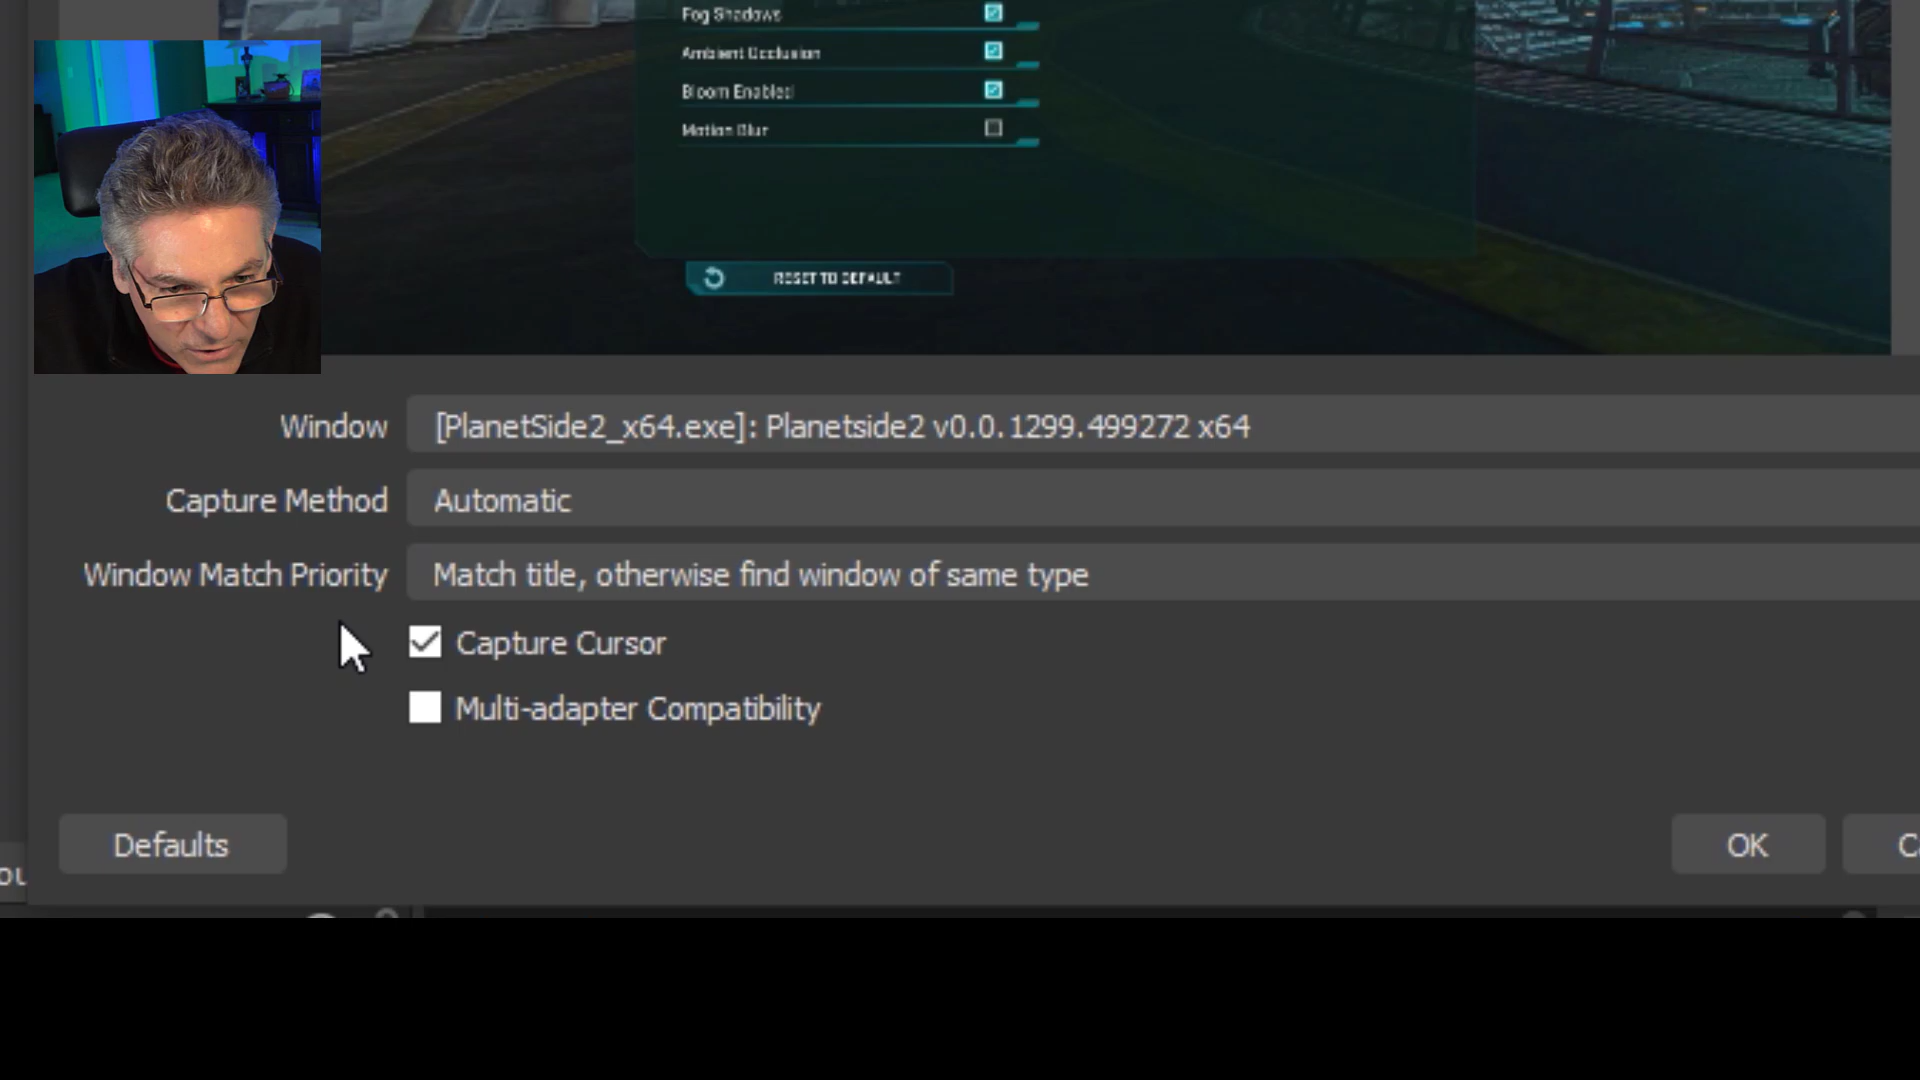 Fog Shadows
Ambient Occlusion
Bloom Enabled
Motion Blur
RESET TO DEFAULT
Window [PlanetSide2_x64.exe]: Planetside2 v0.0.1299.499272 x64
Capture Method Automatic
Window Match Priority Match title, otherwise find window of same type
Capture Cursor
Multi-adapter Compatibility
Defaults OK